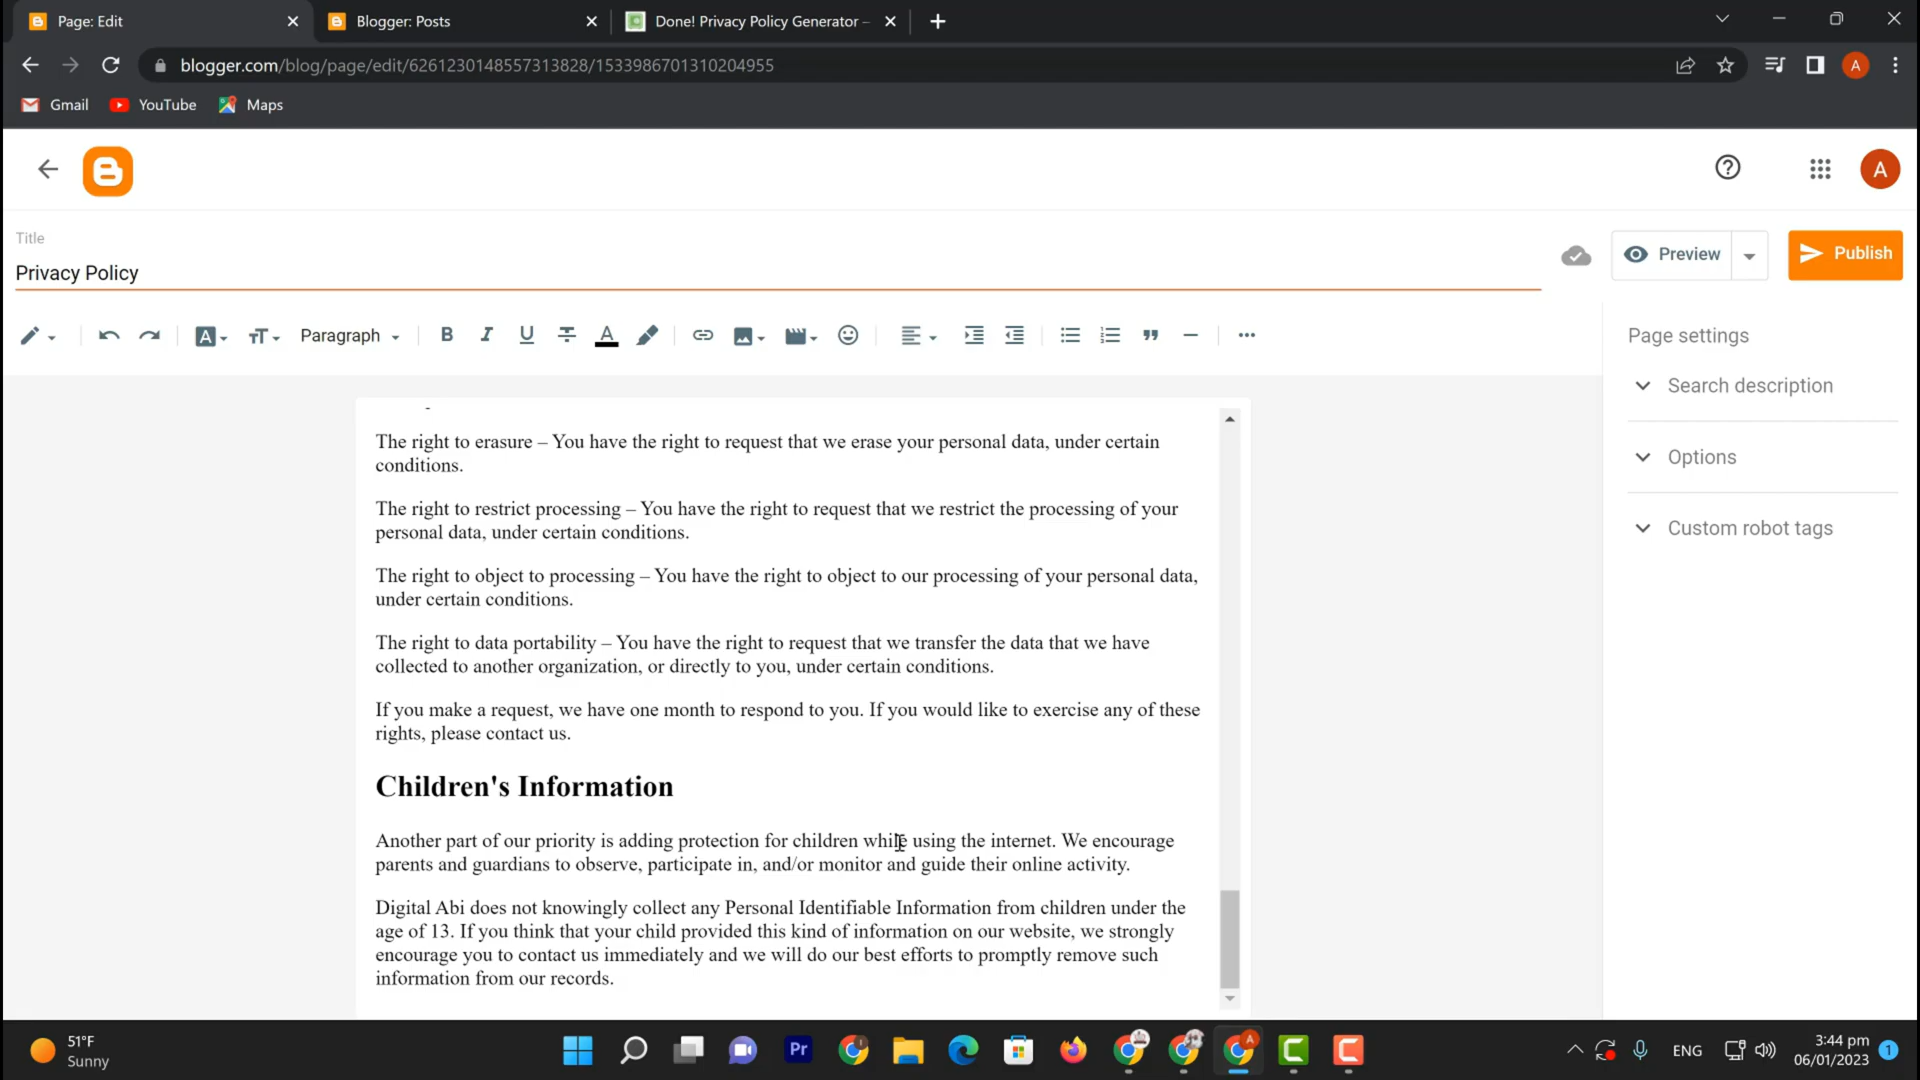 Page: Edit
Blogger: Posts
Done! Privacy Policy Generator –
blogger.com/blog/page/edit/6261230148557313828/1533986701310204955
A
Gmail
YouTube
Maps
A
Title
Privacy Policy
Preview
Publish
Paragraph
Page settings
Search description
Options
Custom robot tags
The right to erasure – You have the right to request that we erase your personal data, under certain
conditions.
The right to restrict processing – You have the right to request that we restrict the processing of your
personal data, under certain conditions.
The right to object to processing – You have the right to object to our processing of your personal data,
under certain conditions.
The right to data portability – You have the right to request that we transfer the data that we have
collected to another organization, or directly to you, under certain conditions.
If you make a request, we have one month to respond to you. If you would like to exercise any of these
rights, please contact us.
Children's Information
Another part of our priority is adding protection for children while using the internet. We encourage
parents and guardians to observe, participate in, and/or monitor and guide their online activity.
Digital Abi does not knowingly collect any Personal Identifiable Information from children under the
age of 13. If you think that your child provided this kind of information on our website, we strongly
encourage you to contact us immediately and we will do our best efforts to promptly remove such
information from our records.
51°F
Sunny
Pr
ENG
3:44 pm
06/01/2023
1